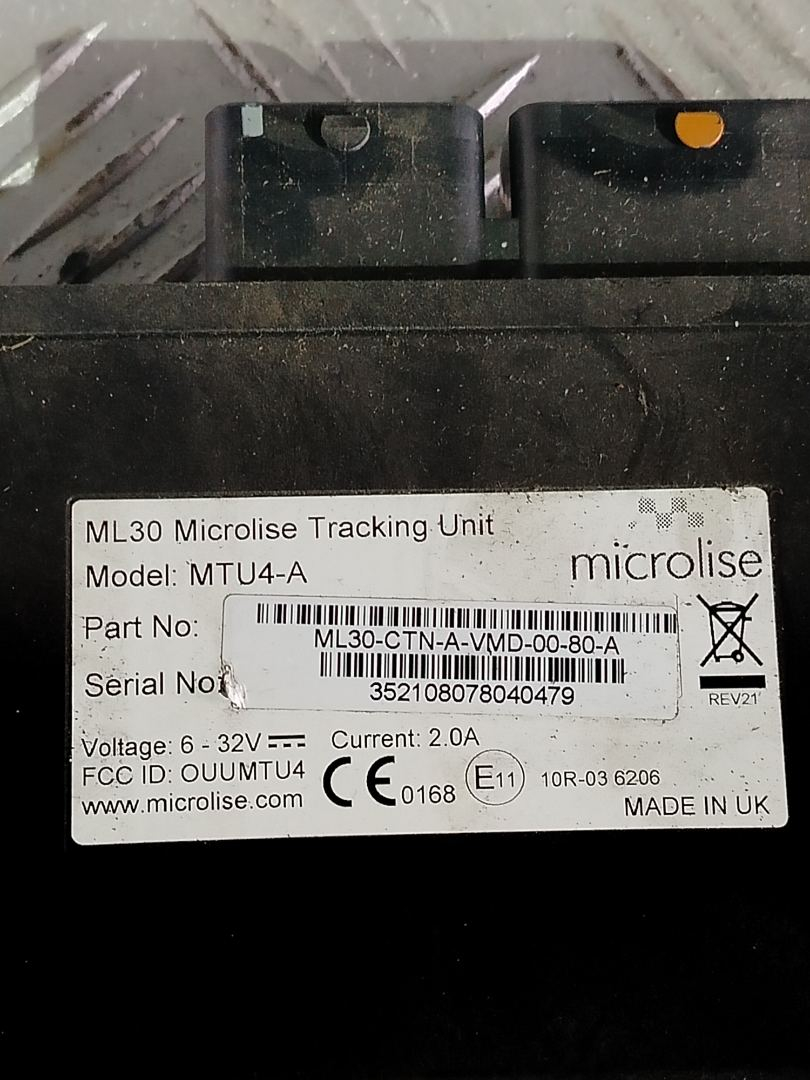 ML30 Microlise Tracking Unit
microlise
Model: MTU4-A
Part No:
ML30-CTN-A-VMD-00-80-A
Serial No:
352108078040479
REV21
Voltage: 6 - 32V
Current: 2.0A
FCC ID: OUUMTU4
CE 0168
E11
10R-03 6206
www.microlise.com
MADE IN UK